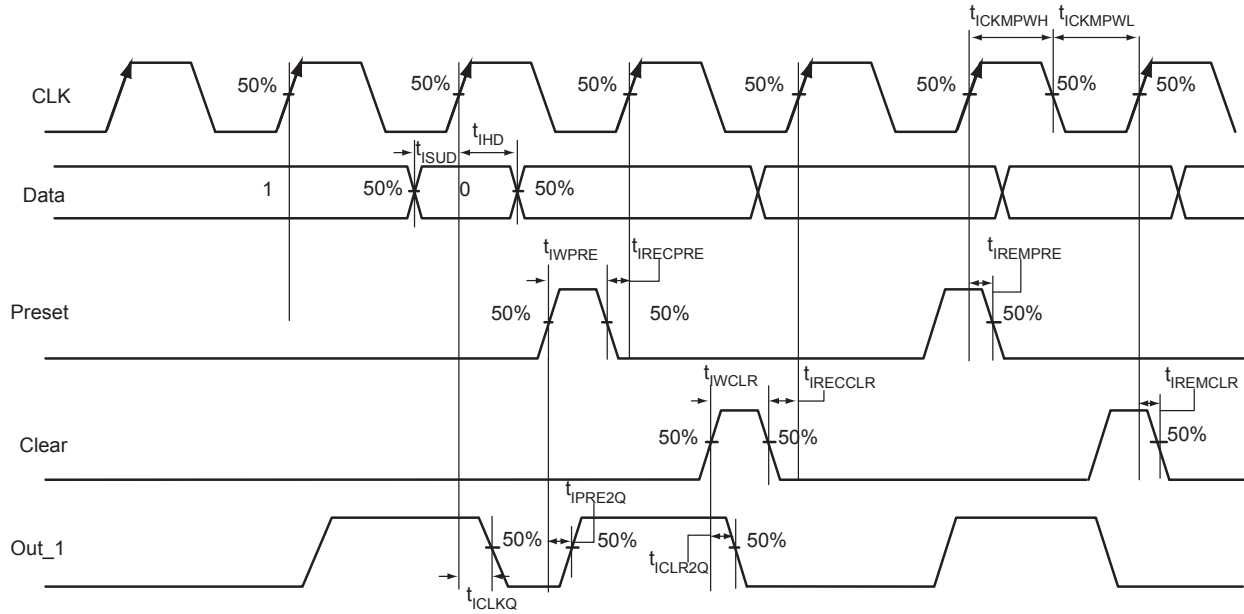 tICKMPWH tICKMPWL
CLK
50% 50% 50% 50% 50% 50% 50%
tISUD tIHD
Data
1 50% 0 50%
tIWPRE tIRECPRE tIREMPRE
Preset
50% 50% 50%
tIWCLR tIRECCLR tIREMCLR
Clear
50% 50% 50%
tIPRE2Q
Out_1
50% 50% 50%
tICLR2Q
tICLKQ